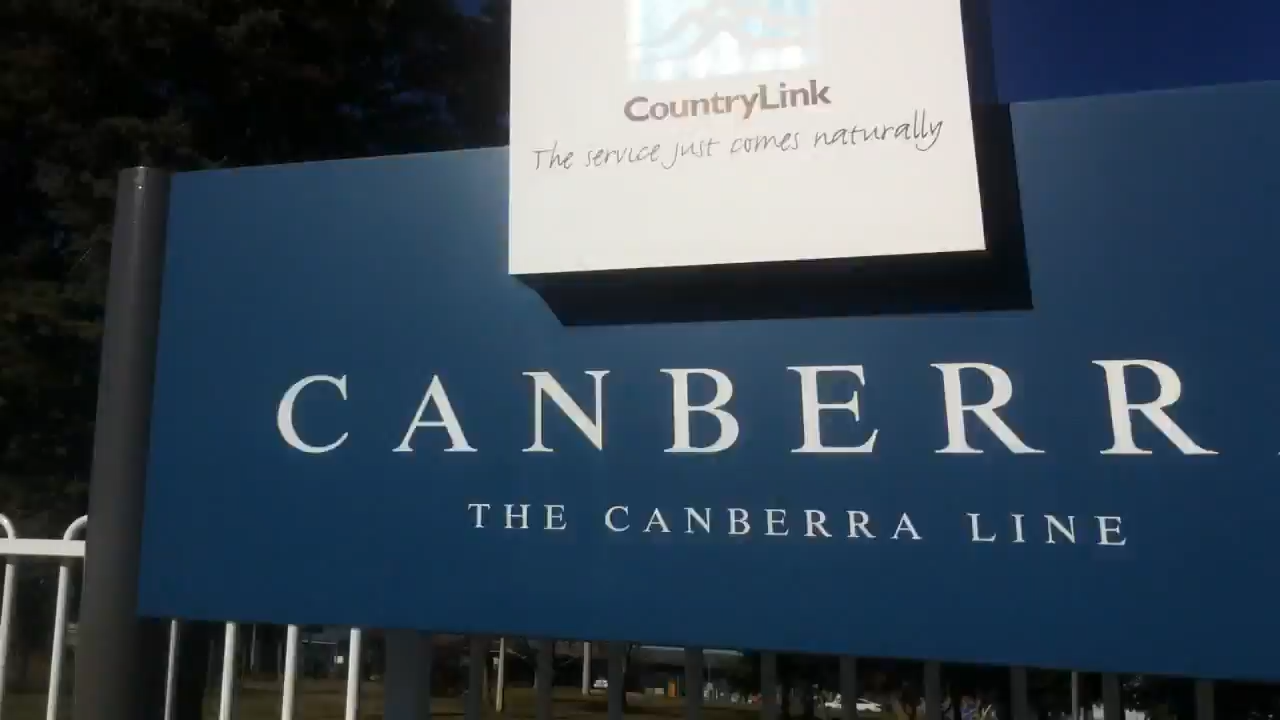 CountryLink
The service just comes naturally
CANBERR
THE CANBERRA LINE